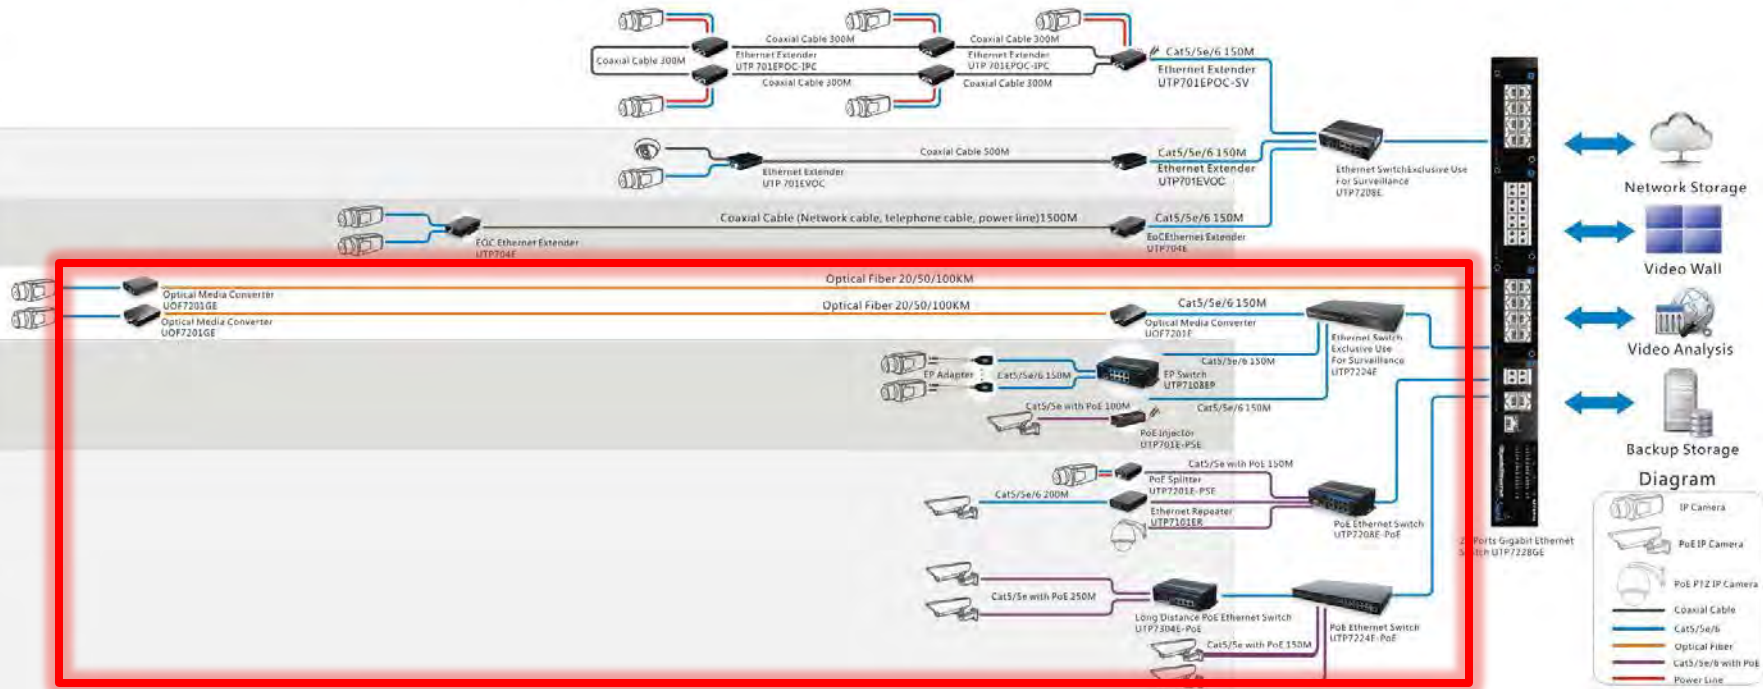 Coaxial Cable 300M
Coaxial Cable 300M
Ethernet Extender
UTP 701EPOC-IPC
Ethernet Extender
UTP 701EPOC-IPC
Coaxial Cable 300M
Coaxial Cable 300M
Coaxial Cable 300M
Cat5/5e/6 150M
Ethernet Extender
UTP701EPOC-SV
Coaxial Cable 500M
Ethernet Extender
UTP 701EVOC
Cat5/5e/6 150M
Ethernet Extender
UTP701EVOC
Ethernet SwitchExclusive Use
For Surveillance
UTP7208E
Coaxial Cable (Network cable, telephone cable, power line)1500M
EOC Ethernet Extender
UTP704E
Cat5/5e/6 150M
EoCEthernet Extender
UTP704E
Optical Fiber 20/50/100KM
Optical Media Converter
UOF7201GE
Optical Fiber 20/50/100KM
Optical Media Converter
UOF7201GE
Cat5/5e/6 150M
Optical Media Converter
UOF7201E
Ethernet Switch
Exclusive Use
For Surveillance
UTP7224E
EP Adapter
Cat5/5e/6 150M
Cat5/5e/6 150M
EP Switch
UTP7108EP
Cat5/5e/6 150M
Cat5/5e with PoE 100M
PoE Injector
UTP701E-PSE
Cat5/5e with PoE 150M
PoE Splitter
UTP7201E-PSE
Cat5/5e/6 200M
Ethernet Repeater
UTP7101ER
PoE Ethernet Switch
UTP7208E-PoE
Cat5/5e with PoE 250M
Long Distance PoE Ethernet Switch
UTP7304E-PoE
PoE Ethernet Switch
UTP7224E-PoE
Cat5/5e with PoE 150M
Ports Gigabit Ethernet
UTP7228GE
Network Storage
Video Wall
Video Analysis
Backup Storage
Diagram
IP Camera
PoE IP Camera
PoE PTZ IP Camera
Coaxial Cable
Cat5/5e/6
Optical Fiber
Cat5/5e/6 with PoE
Power Line